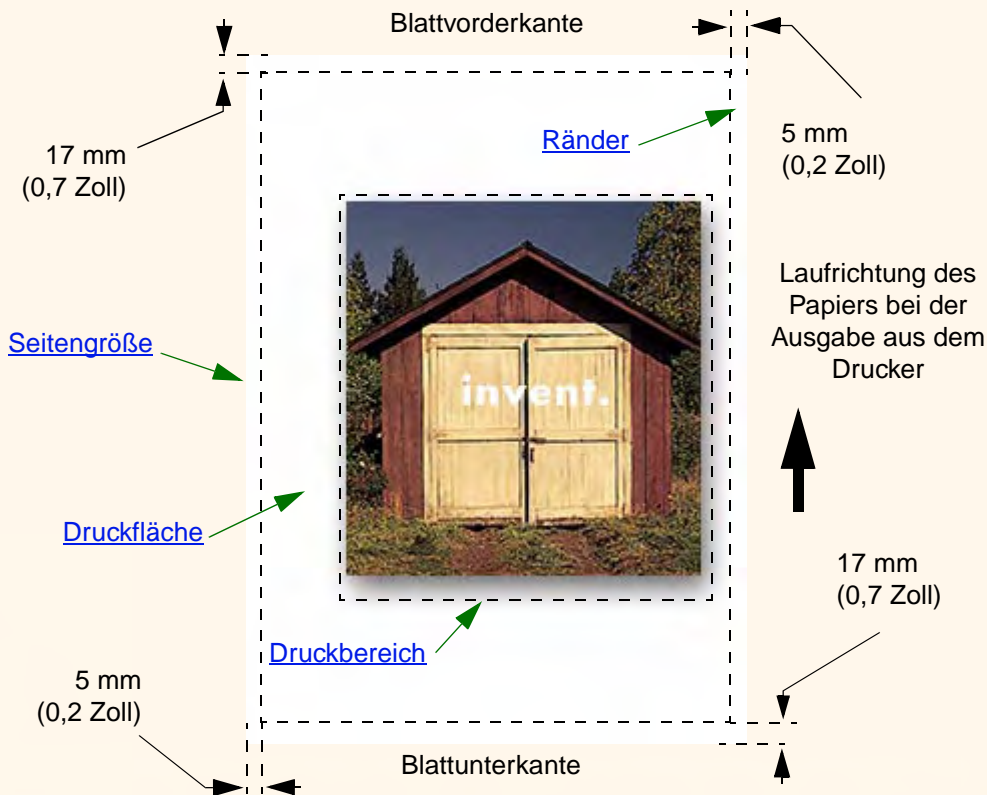 Blattvorderkante
17 mm
(0,7 Zoll)
Ränder
5 mm
(0,2 Zoll)
Laufrichtung des
Papiers bei der
Ausgabe aus dem
Drucker
Seitengröße
invent.
Druckfläche
17 mm
(0,7 Zoll)
Druckbereich
5 mm
(0,2 Zoll)
Blattunterkante